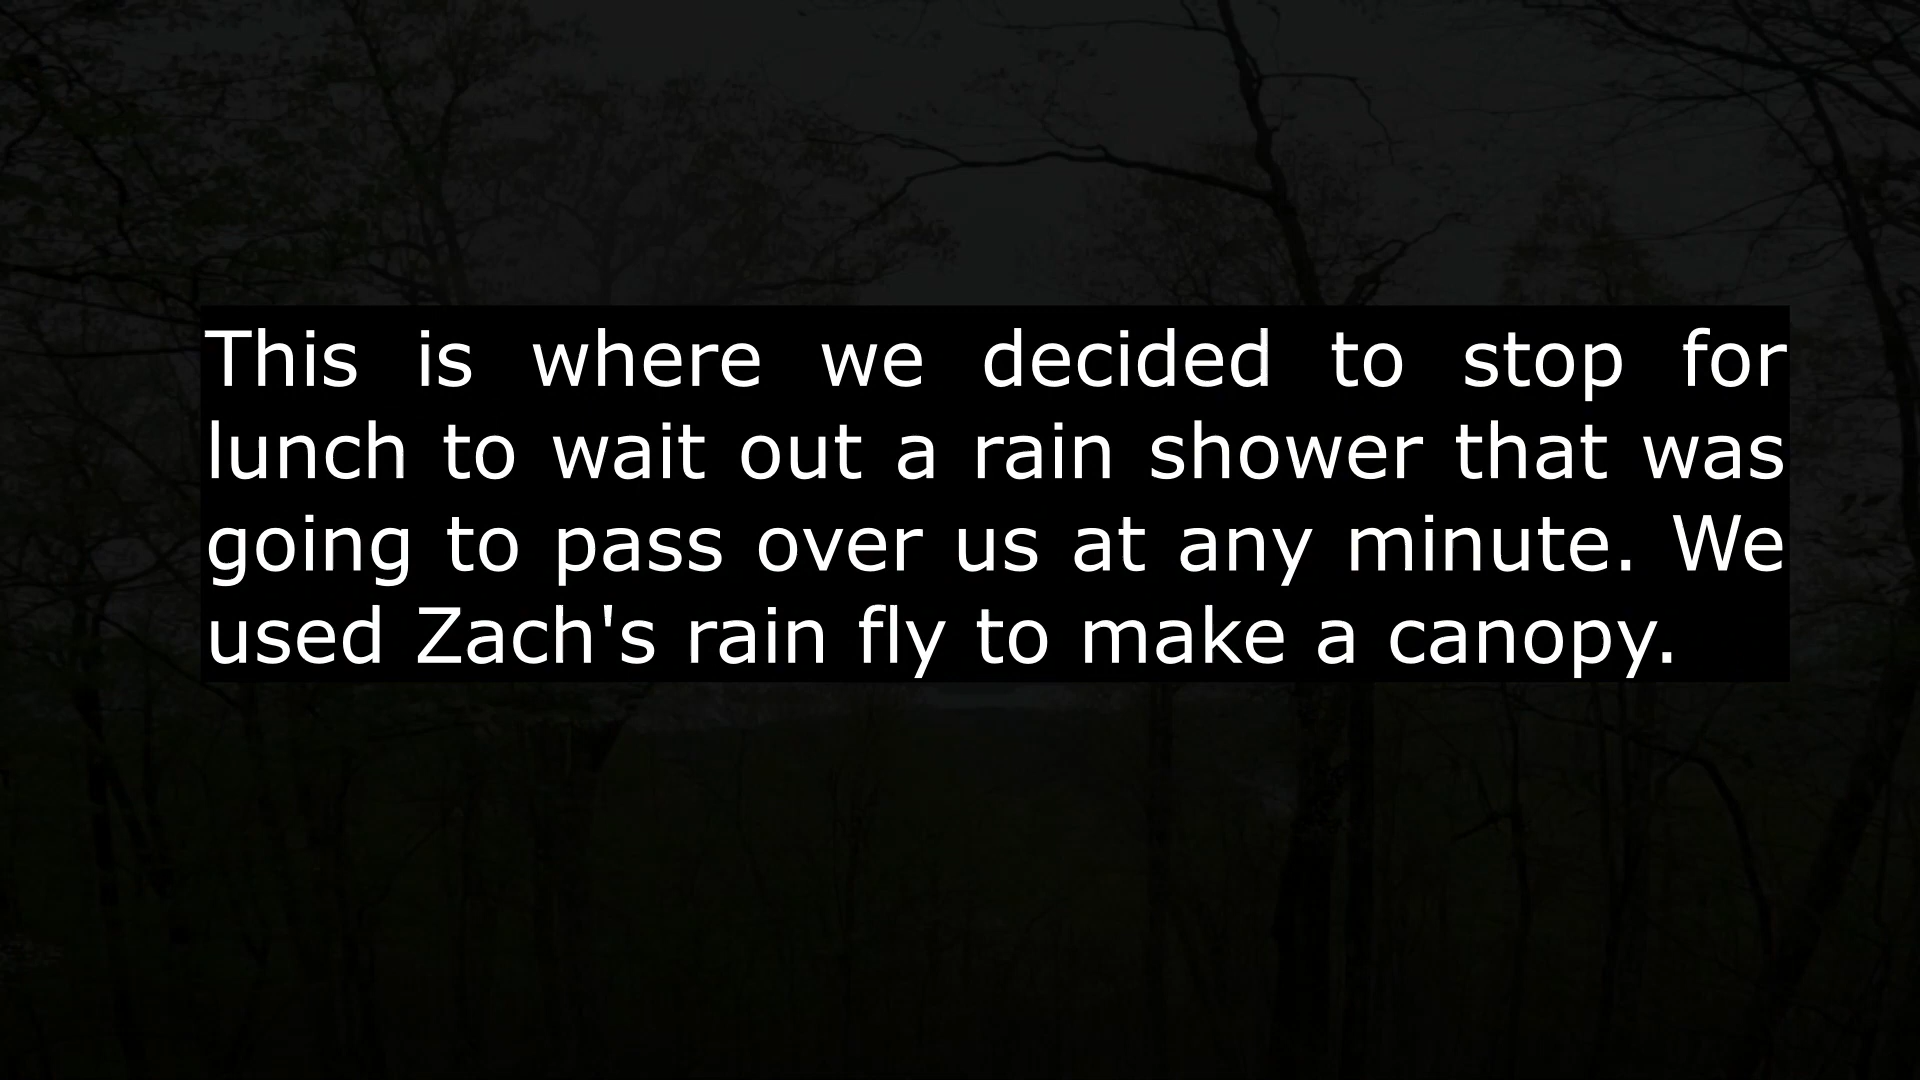 This is where we decided to stop for
lunch to wait out a rain shower that was
going to pass over us at any minute. We
used Zach's rain fly to make a canopy.